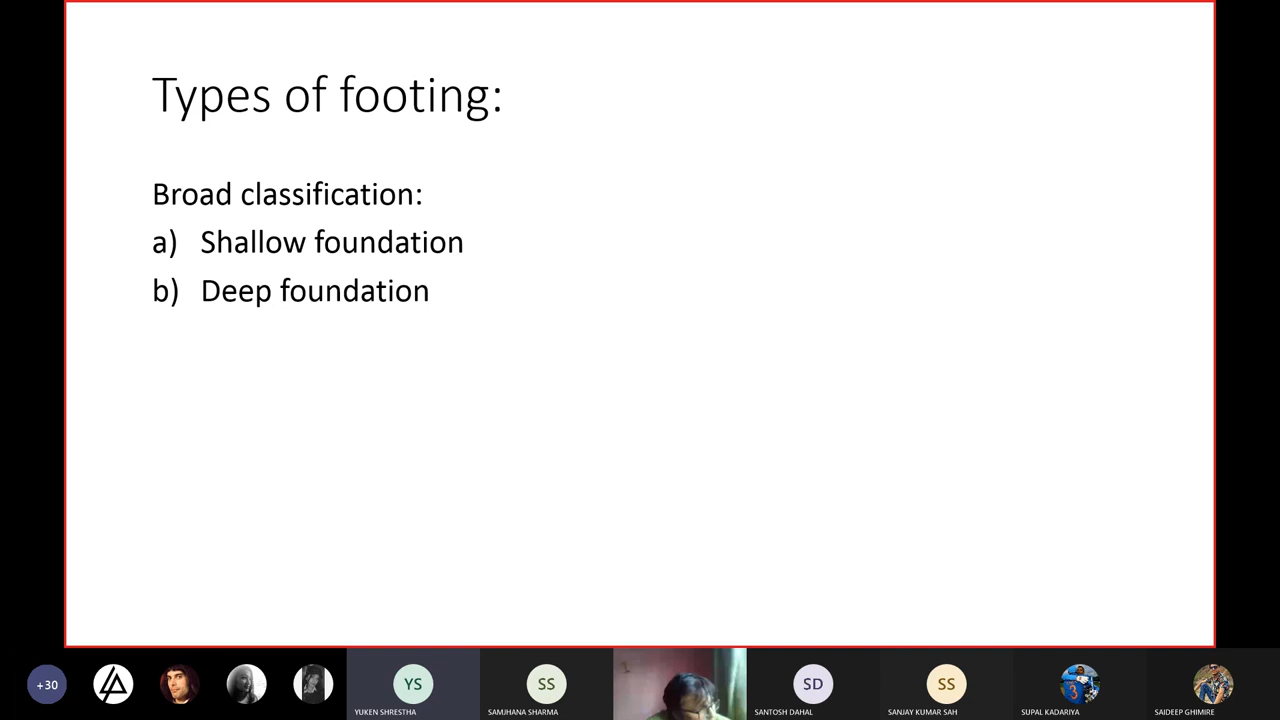 Types of footing:
Broad classification:
a) Shallow foundation
b) Deep foundation
+30
YS
SS
SD
SS
3
YUKEN SHRESTHA
SAMJHANA SHARMA
SANTOSH DAHAL
SANJAY KUMAR SAH
SUPAL KADARIYA
SAIDEEP GHIMIRE